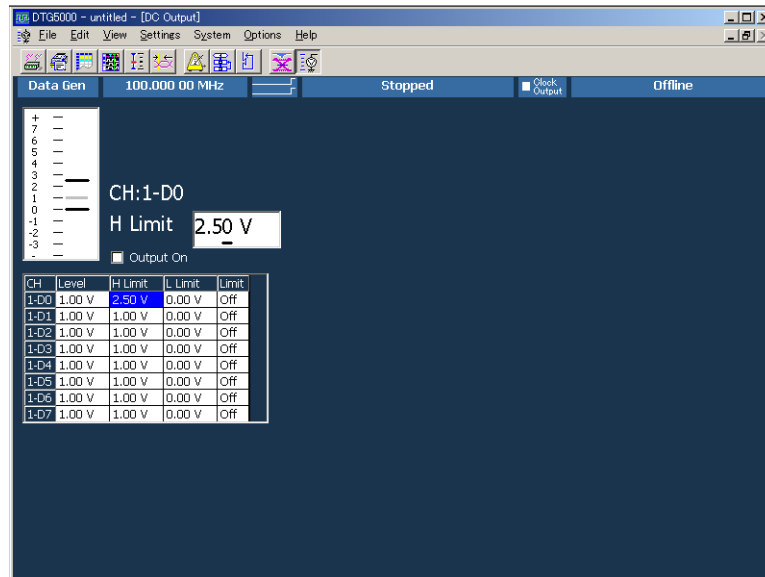 DTG5000 - untitled - [DC Output]
File Edit View Settings System Options Help
Data Gen 100.000 00 MHz Stopped Clock Output Offline
+
7
6
5
4
3
2
1
0
-1
-2
-3
-
CH:1-D0
H Limit 2.50 V
Output On
CH Level H Limit L Limit Limit
1-D0 1.00 V 2.50 V 0.00 V Off
1-D1 1.00 V 1.00 V 0.00 V Off
1-D2 1.00 V 1.00 V 0.00 V Off
1-D3 1.00 V 1.00 V 0.00 V Off
1-D4 1.00 V 1.00 V 0.00 V Off
1-D5 1.00 V 1.00 V 0.00 V Off
1-D6 1.00 V 1.00 V 0.00 V Off
1-D7 1.00 V 1.00 V 0.00 V Off